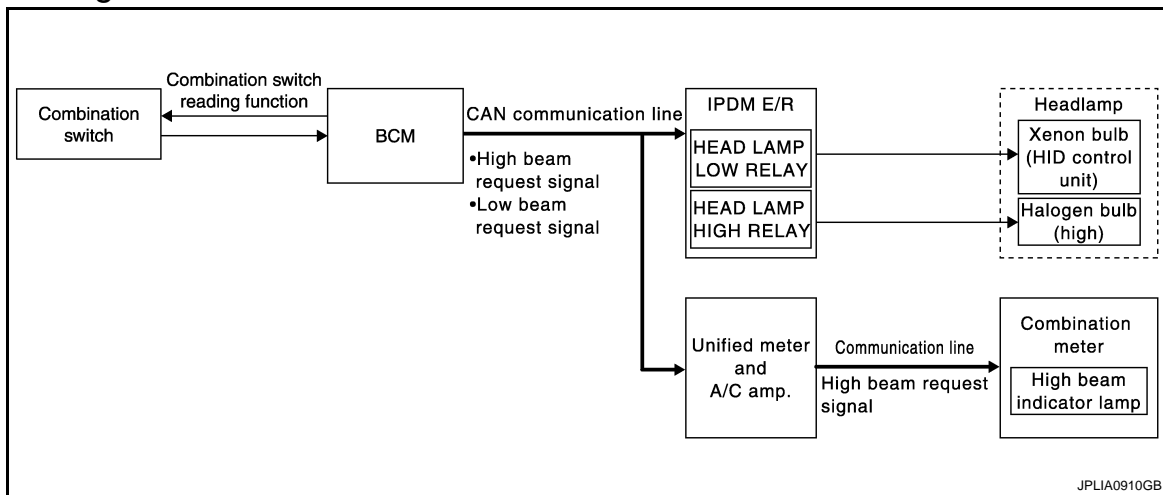 Combination
switch
Combination switch
reading function
BCM
CAN communication line
•High beam
request signal
•Low beam
request signal
IPDM E/R
HEAD LAMP
LOW RELAY
HEAD LAMP
HIGH RELAY
Headlamp
Xenon bulb
(HID control
unit)
Halogen bulb
(high)
Unified meter
and
A/C amp.
Communication line
High beam request
signal
Combination
meter
High beam
indicator lamp
JPLIA0910GB